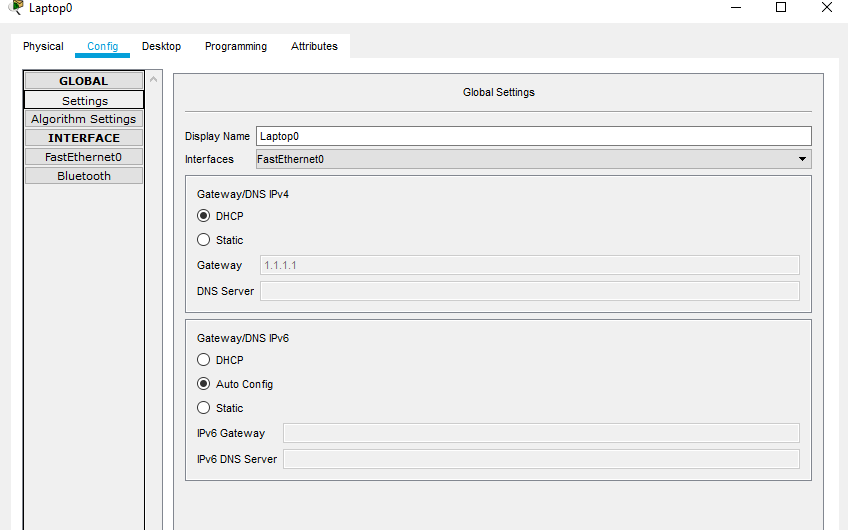 Laptop0
Physical Config Desktop Programming Attributes
GLOBAL
Settings
Algorithm Settings
INTERFACE
FastEthernet0
Bluetooth
Global Settings
Display Name Laptop0
Interfaces FastEthernet0
Gateway/DNS IPv4
DHCP
Static
Gateway 1.1.1.1
DNS Server
Gateway/DNS IPv6
DHCP
Auto Config
Static
IPv6 Gateway
IPv6 DNS Server